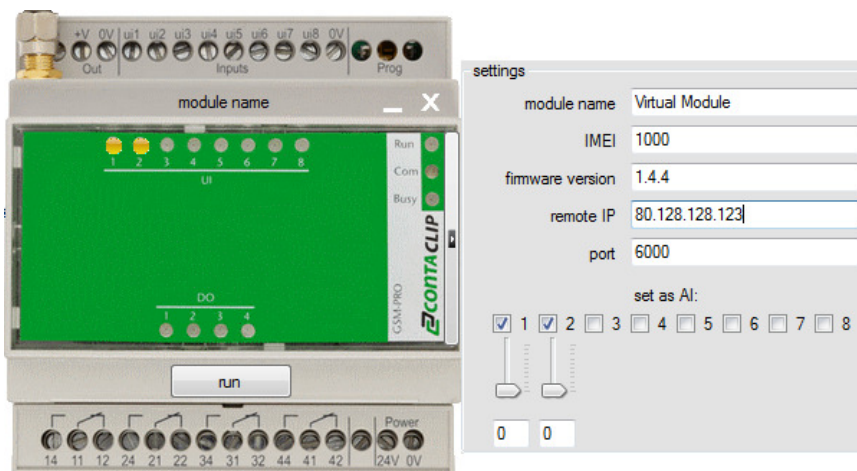 +V 0V ui1 ui2 ui3 ui4 ui5 ui6 ui7 ui8 0V
Out Inputs Prog
module name _ X
1 2 3 4 5 6 7 8
UI
Run
Com
Busy
GSM-PRO
CONTACLIP
DO
1 2 3 4
run
Power
14 11 12 24 21 22 34 31 32 44 41 42 24V 0V
settings
module name Virtual Module
IMEI 1000
firmware version 1.4.4
remote IP 80.128.128.123
port 6000
set as AI:
1 2 3 4 5 6 7 8
0 0